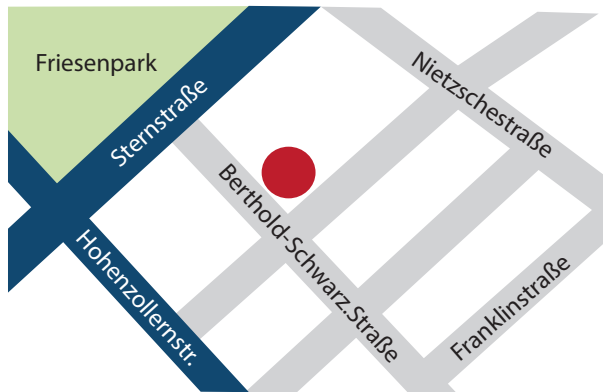 Friesenpark
Sternstraße
Nietzschestraße
Berthold-Schwarz.Straße
Hohenzollernstr.
Franklinstraße